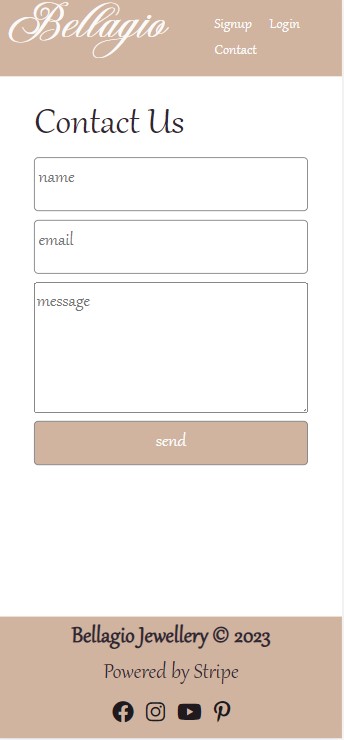 Bellagio
Signup Login
Contact
Contact Us
name
email
message
send
Bellagio Jewellery © 2023
Powered by Stripe